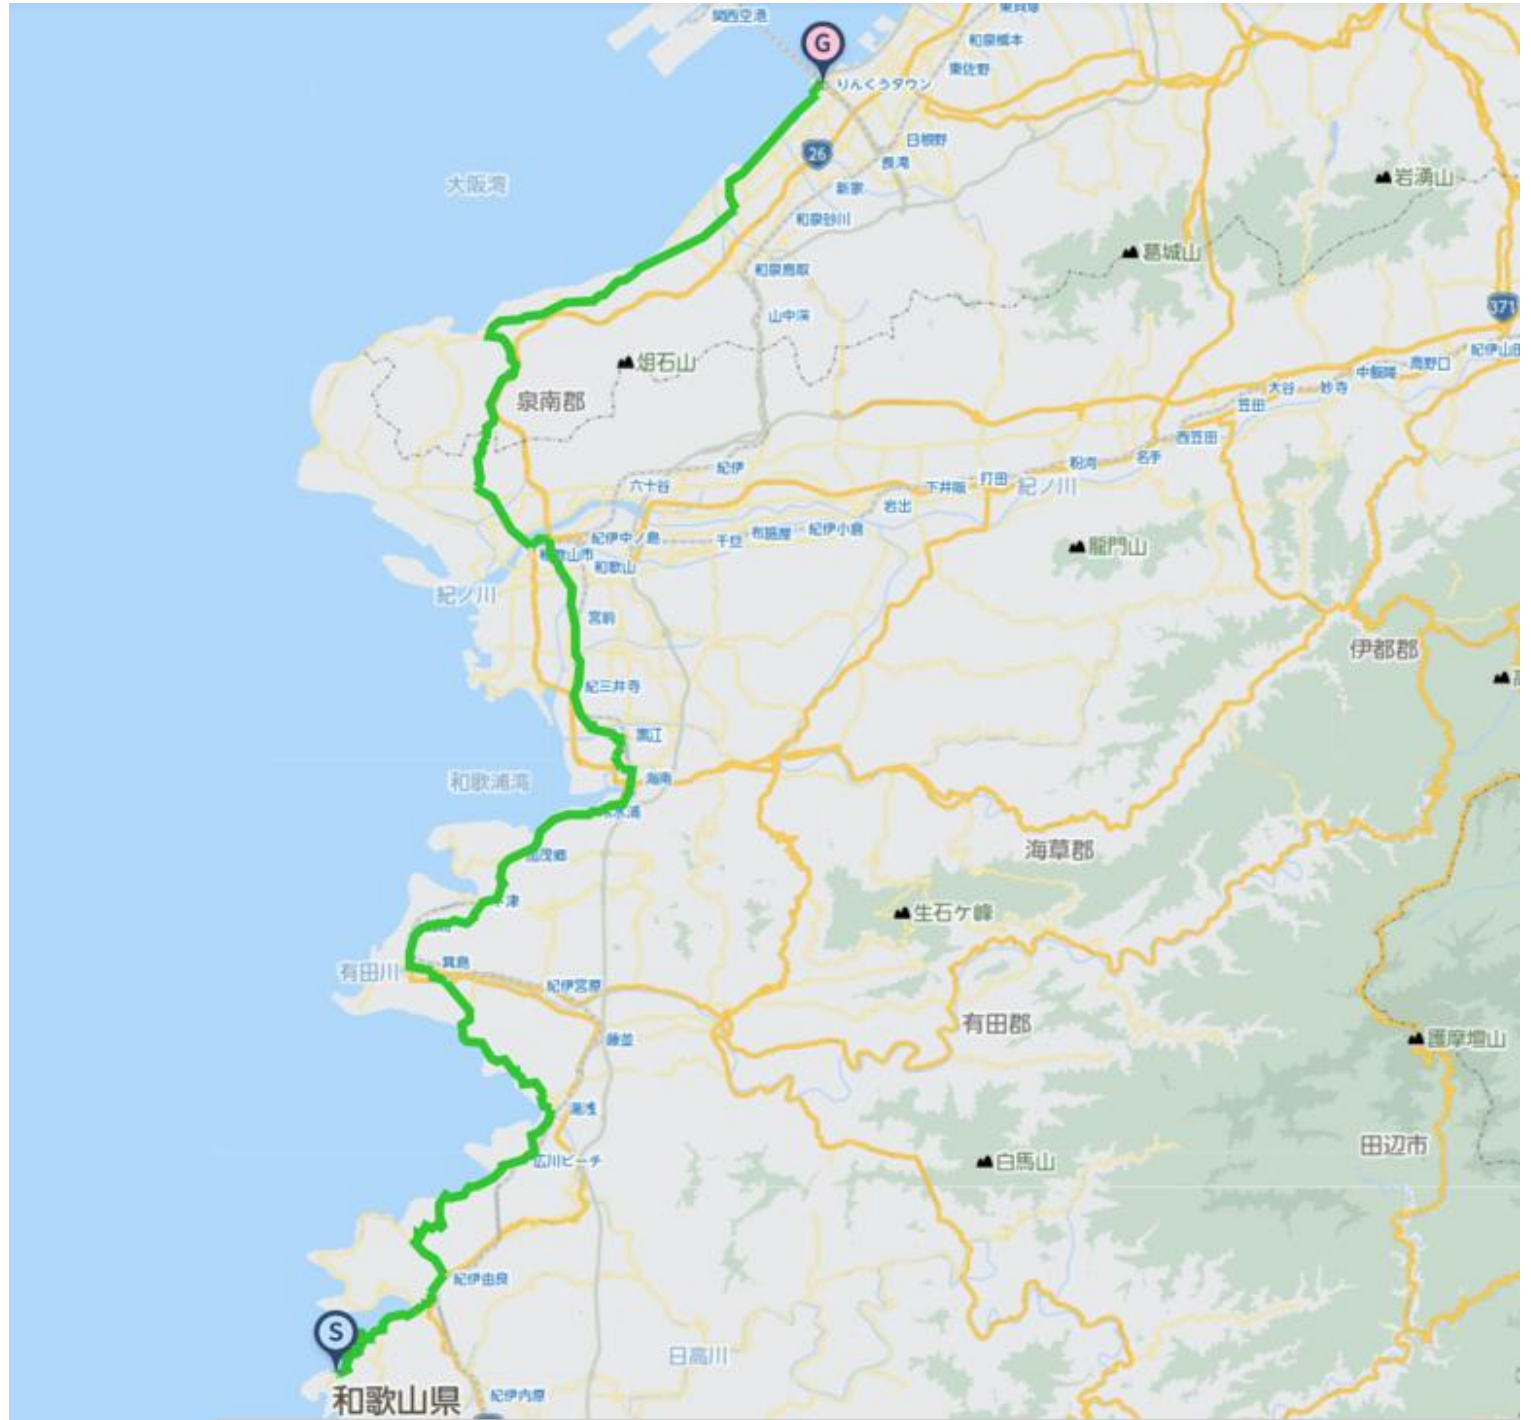 関西空港
東貝塚
和泉橋本
G
東佐野
りんくうタウン
26
日根野
長滝
大阪湾
新家
岩湧山
和泉砂川
葛城山
和泉鳥取
山中渓
371
俎石山
紀伊山田
高野口
中飯降
大谷
妙寺
泉南郡
笠田
西笠田
紀伊
名手
粉河
六十谷
打田
下井阪
紀ノ川
岩出
紀伊中ノ島
千旦
布施屋
紀伊小倉
和歌山市
和歌山
龍門山
紀ノ川
宮前
伊都郡
紀三井寺
黒江
和歌浦湾
海南
水浦
加茂郷
海草郡
津
生石ケ峰
有田川
箕島
紀伊宮原
有田郡
藤並
護摩壇山
湯浅
田辺市
広川ビーチ
白馬山
紀伊由良
S
日高川
和歌山県
紀伊内原